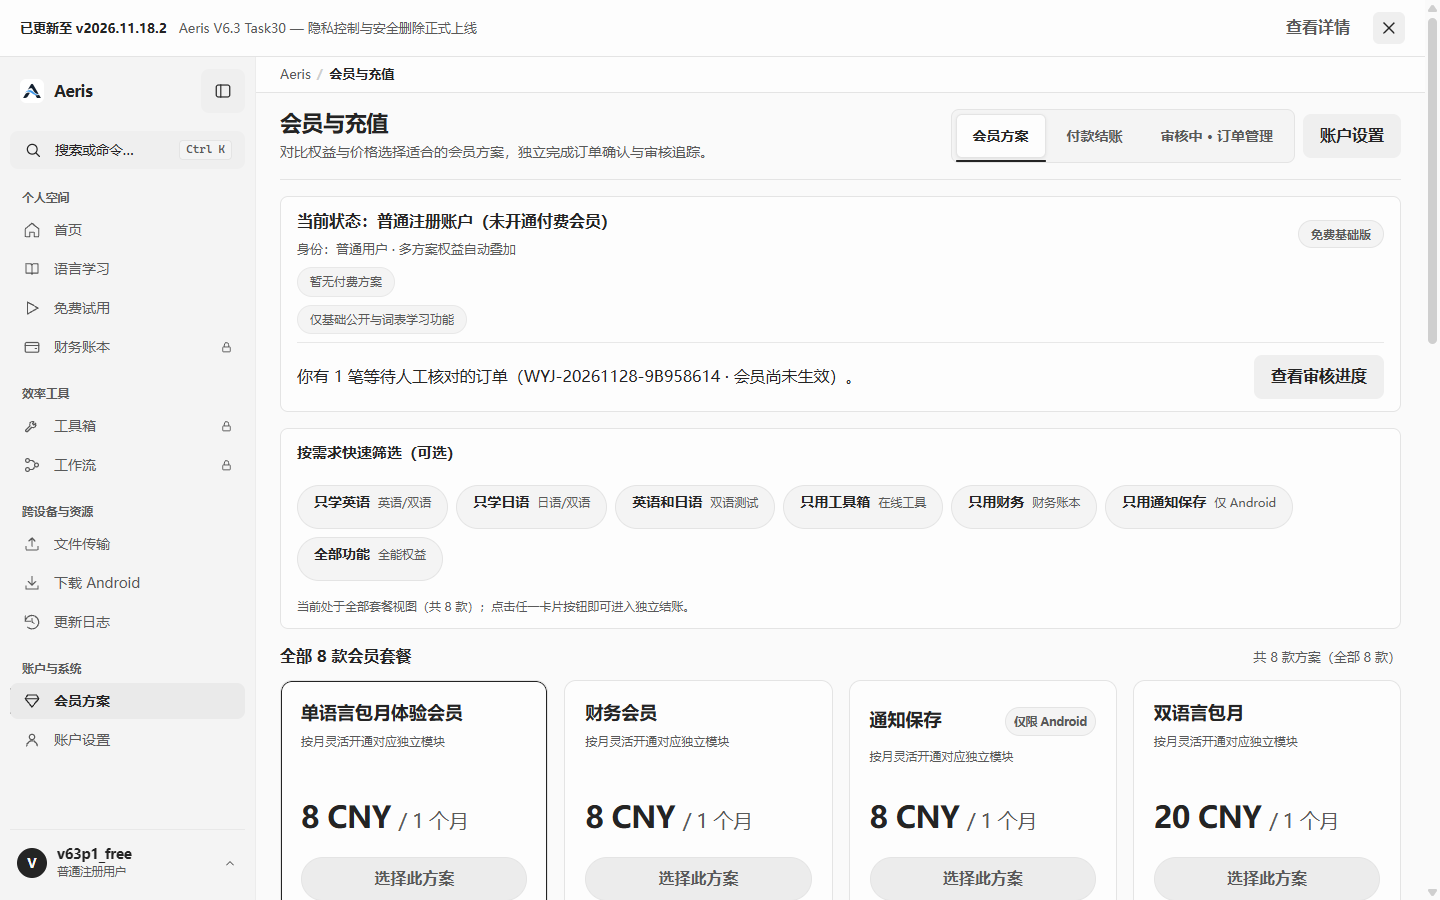 已更新至 v2026.11.18.2 Aeris V6.3 Task30 — 隐私控制与安全删除正式上线 查看详情
Aeris
搜索或命令... Ctrl K
个人空间
首页
语言学习
免费试用
财务账本
效率工具
工具箱
工作流
跨设备与资源
文件传输
下载 Android
更新日志
账户与系统
会员方案
账户设置
V v63p1_free
普通注册用户
Aeris / 会员与充值
会员与充值
对比权益与价格选择适合的会员方案，独立完成订单确认与审核追踪。
会员方案 付款结账 审核中 • 订单管理 账户设置
当前状态：普通注册账户（未开通付费会员）
身份：普通用户 · 多方案权益自动叠加
免费基础版
暂无付费方案
仅基础公开与词表学习功能
你有 1 笔等待人工核对的订单（WYJ-20261128-9B958614 · 会员尚未生效）。
查看审核进度
按需求快速筛选（可选）
只学英语 英语/双语 只学日语 日语/双语 英语和日语 双语测试 只用工具箱 在线工具 只用财务 财务账本 只用通知保存 仅 Android
全部功能 全能权益
当前处于全部套餐视图（共 8 款）；点击任一卡片按钮即可进入独立结账。
全部 8 款会员套餐 共 8 款方案（全部 8 款）
单语言包月体验会员
按月灵活开通对应独立模块
8 CNY / 1 个月
选择此方案
财务会员
按月灵活开通对应独立模块
8 CNY / 1 个月
选择此方案
通知保存 仅限 Android
按月灵活开通对应独立模块
8 CNY / 1 个月
选择此方案
双语言包月
按月灵活开通对应独立模块
20 CNY / 1 个月
选择此方案